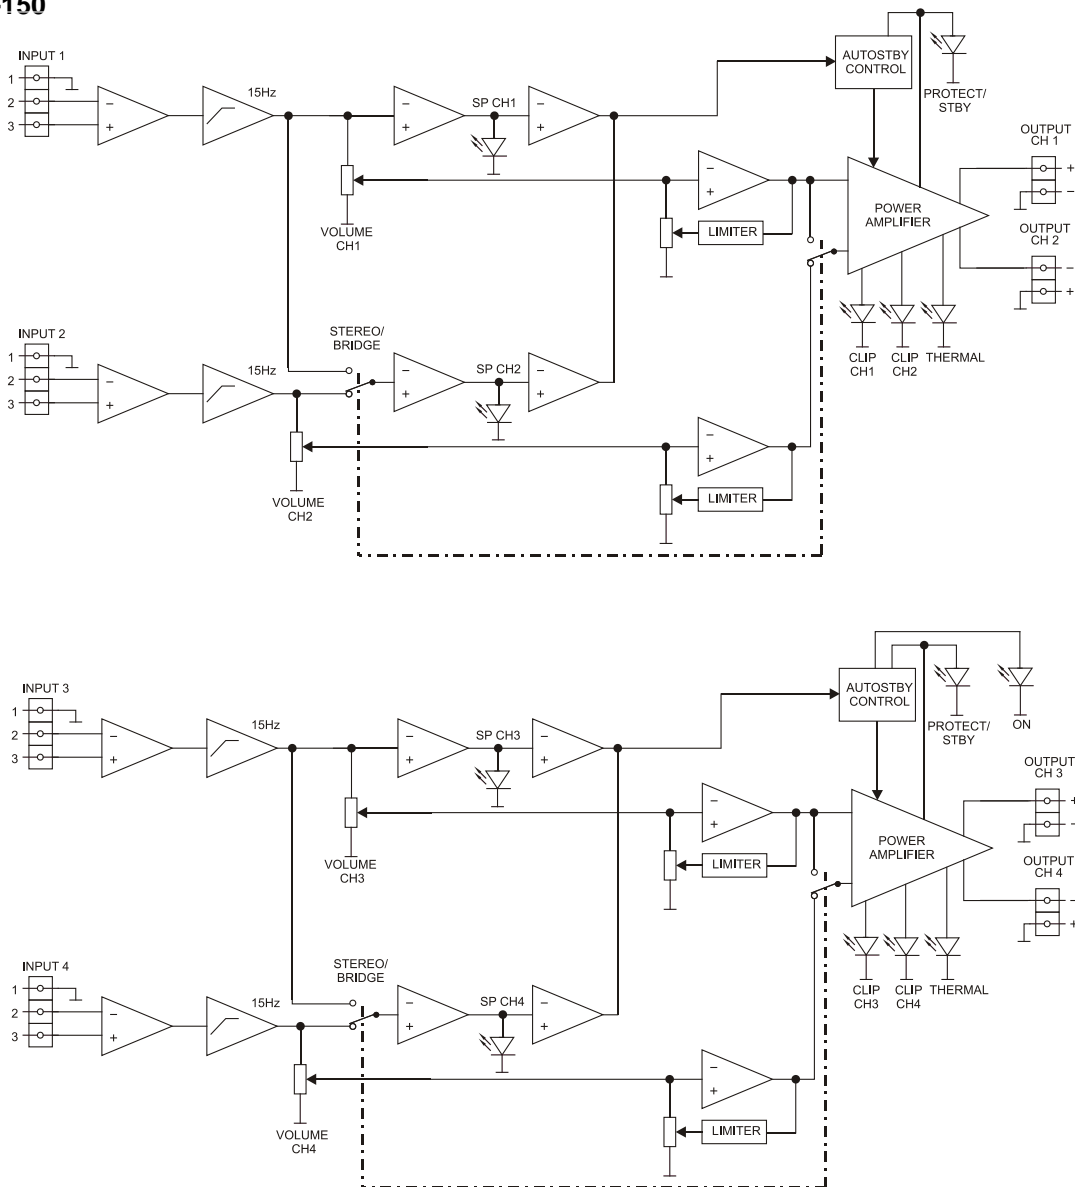 -150
INPUT 1
1
2
3
−
+
15Hz
−
+
SP CH1
−
+
AUTOSTBY
CONTROL
PROTECT/
STBY
VOLUME
CH1
−
+
LIMITER
POWER
AMPLIFIER
OUTPUT
CH 1
+
−
OUTPUT
CH 2
−
+
CLIP
CH1
CLIP
CH2
THERMAL
INPUT 2
1
2
3
−
+
15Hz
STEREO/
BRIDGE
−
+
SP CH2
−
+
VOLUME
CH2
−
+
LIMITER
INPUT 3
1
2
3
−
+
15Hz
−
+
SP CH3
−
+
AUTOSTBY
CONTROL
PROTECT/
STBY
ON
VOLUME
CH3
−
+
LIMITER
POWER
AMPLIFIER
OUTPUT
CH 3
+
−
OUTPUT
CH 4
−
+
CLIP
CH3
CLIP
CH4
THERMAL
INPUT 4
1
2
3
−
+
15Hz
STEREO/
BRIDGE
−
+
SP CH4
−
+
VOLUME
CH4
−
+
LIMITER